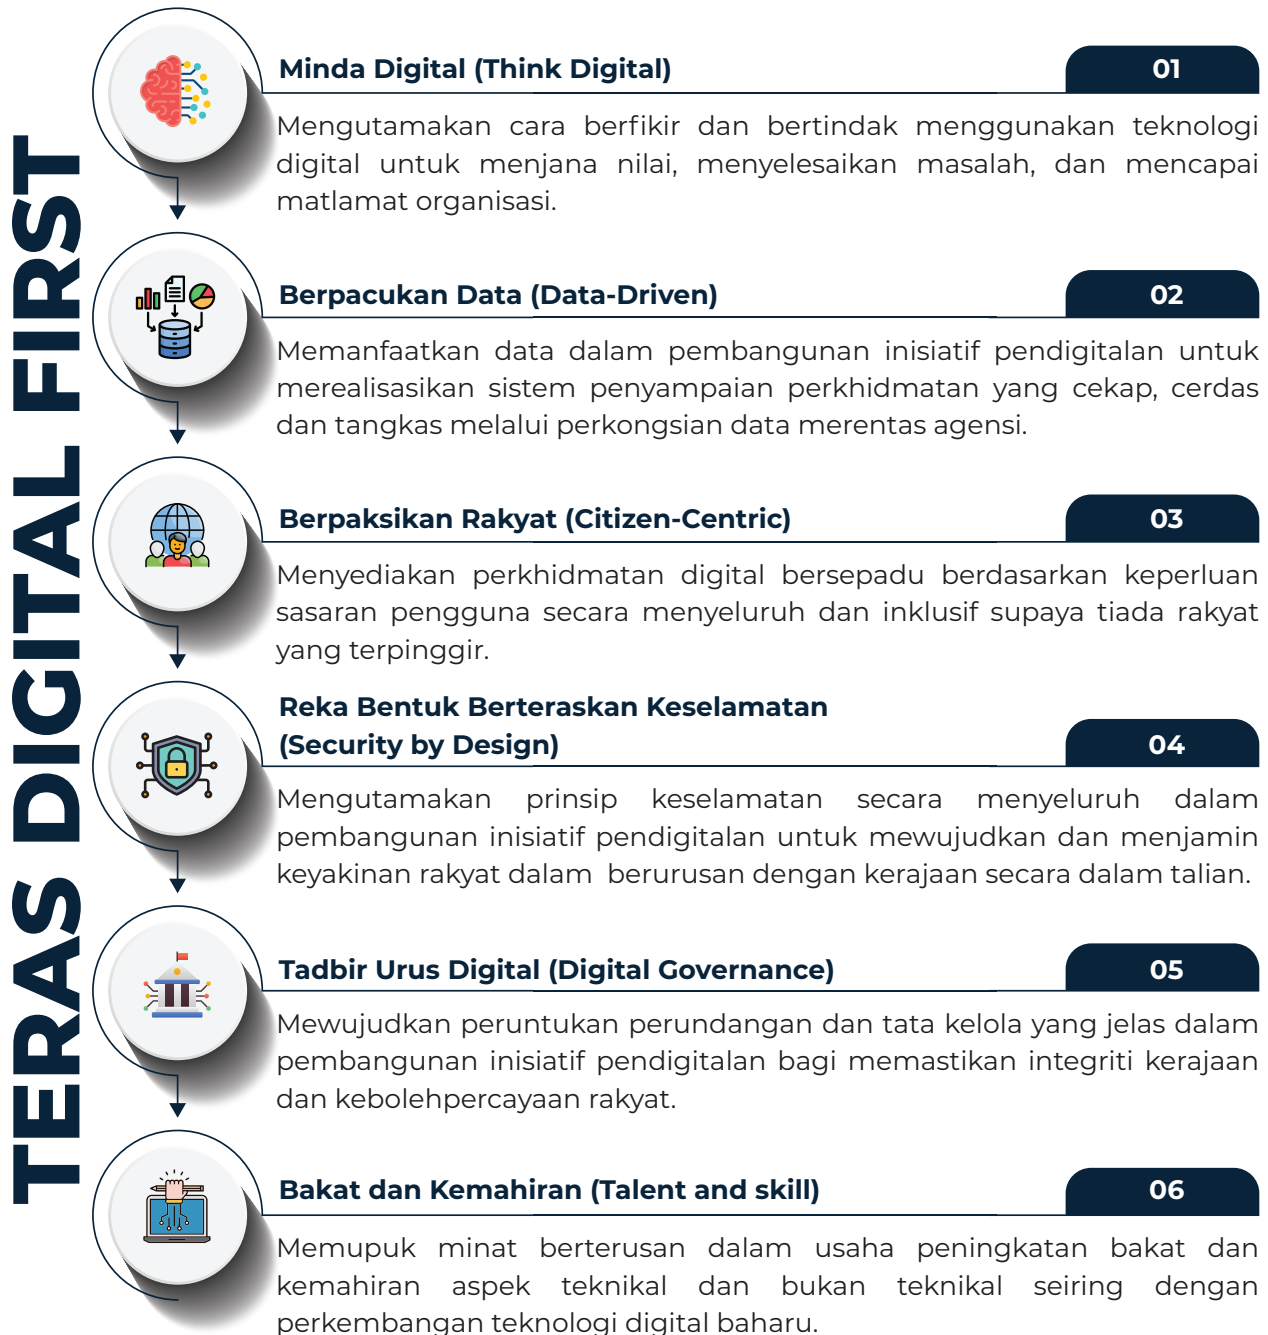 TERAS DIGITAL FIRST
Minda Digital (Think Digital)
01
Mengutamakan cara berfikir dan bertindak menggunakan teknologi
digital untuk menjana nilai, menyelesaikan masalah, dan mencapai
matlamat organisasi.
Berpacukan Data (Data-Driven)
02
Memanfaatkan data dalam pembangunan inisiatif pendigitalan untuk
merealisasikan sistem penyampaian perkhidmatan yang cekap, cerdas
dan tangkas melalui perkongsian data merentas agensi.
Berpaksikan Rakyat (Citizen-Centric)
03
Menyediakan perkhidmatan digital bersepadu berdasarkan keperluan
sasaran pengguna secara menyeluruh dan inklusif supaya tiada rakyat
yang terpinggir.
Reka Bentuk Berteraskan Keselamatan
(Security by Design)
04
Mengutamakan prinsip keselamatan secara menyeluruh dalam
pembangunan inisiatif pendigitalan untuk mewujudkan dan menjamin
keyakinan rakyat dalam berurusan dengan kerajaan secara dalam talian.
Tadbir Urus Digital (Digital Governance)
05
Mewujudkan peruntukan perundangan dan tata kelola yang jelas dalam
pembangunan inisiatif pendigitalan bagi memastikan integriti kerajaan
dan kebolehpercayaan rakyat.
Bakat dan Kemahiran (Talent and skill)
06
Memupuk minat berterusan dalam usaha peningkatan bakat dan
kemahiran aspek teknikal dan bukan teknikal seiring dengan
perkembangan teknologi digital baharu.